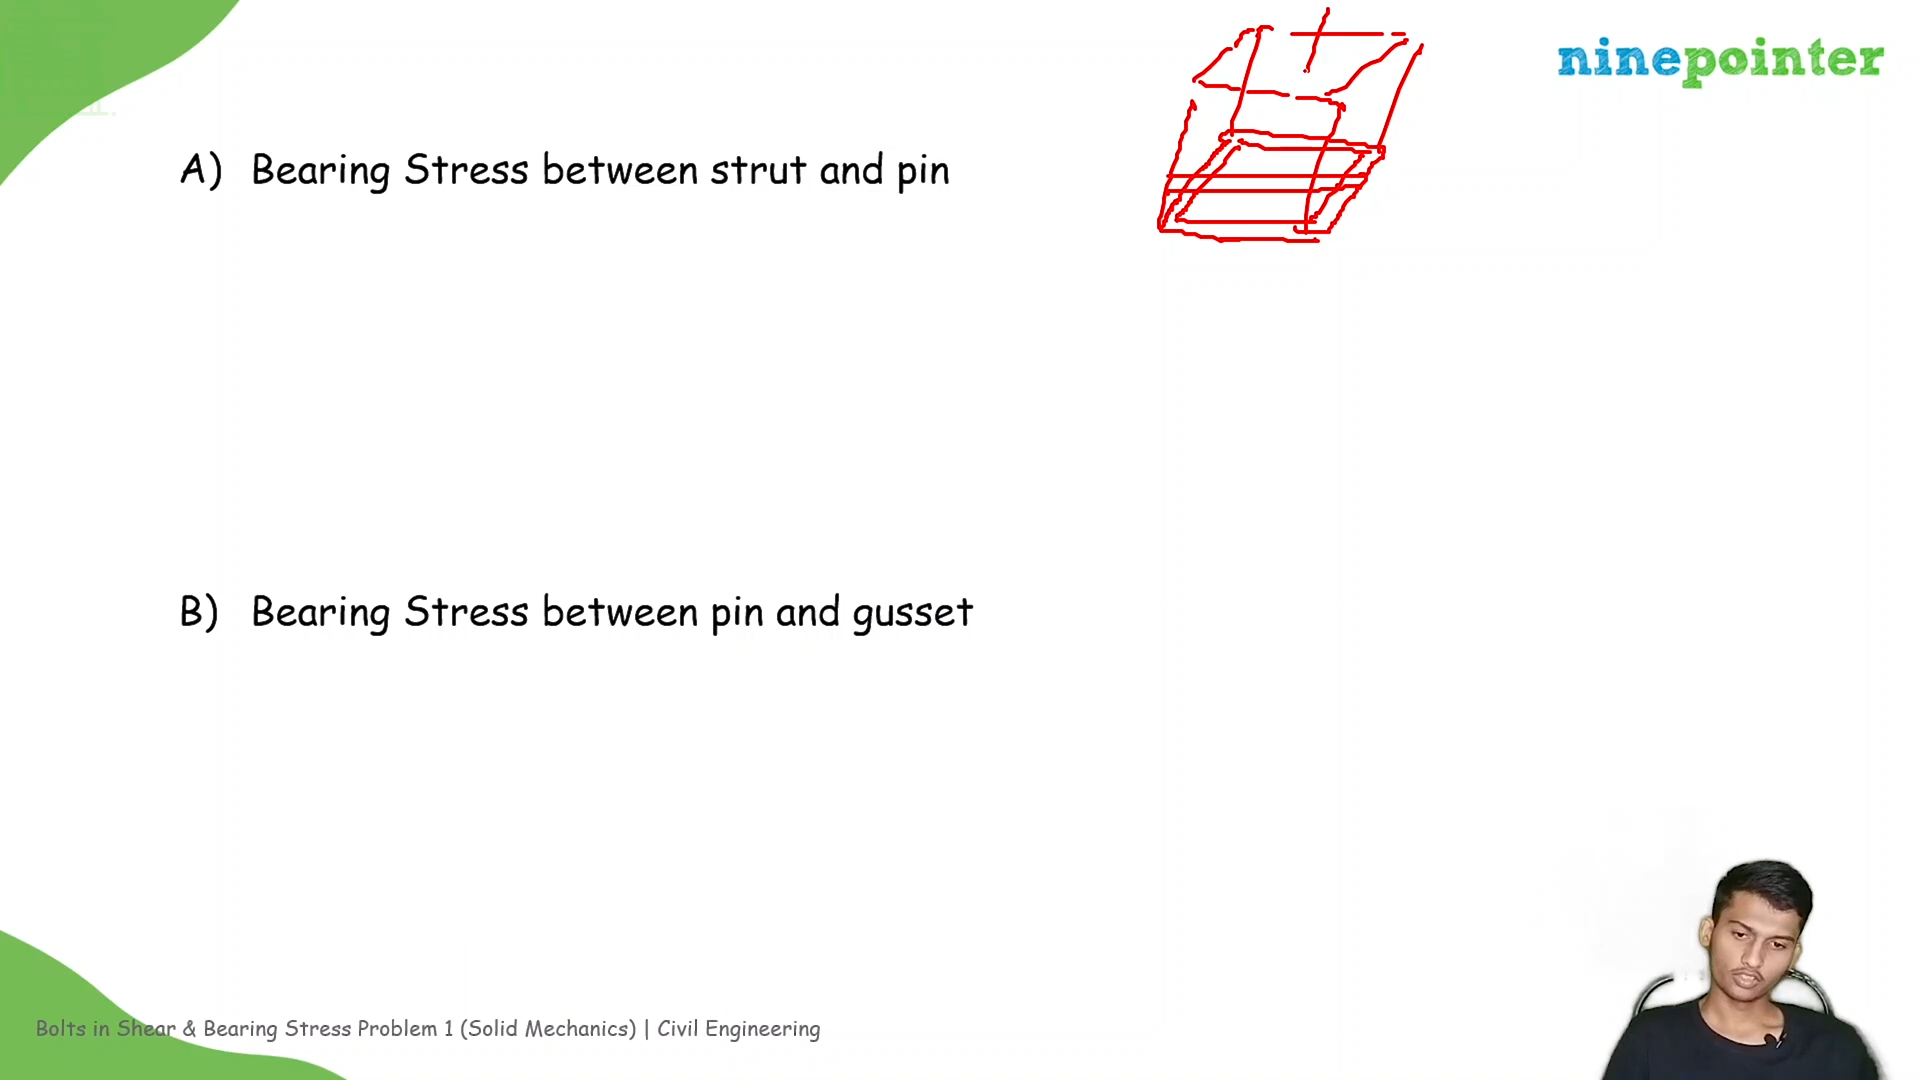 ninepointer
A) Bearing Stress between strut and pin
B) Bearing Stress between pin and gusset
Bolts in Shear & Bearing Stress Problem 1 (Solid Mechanics) | Civil Engineering